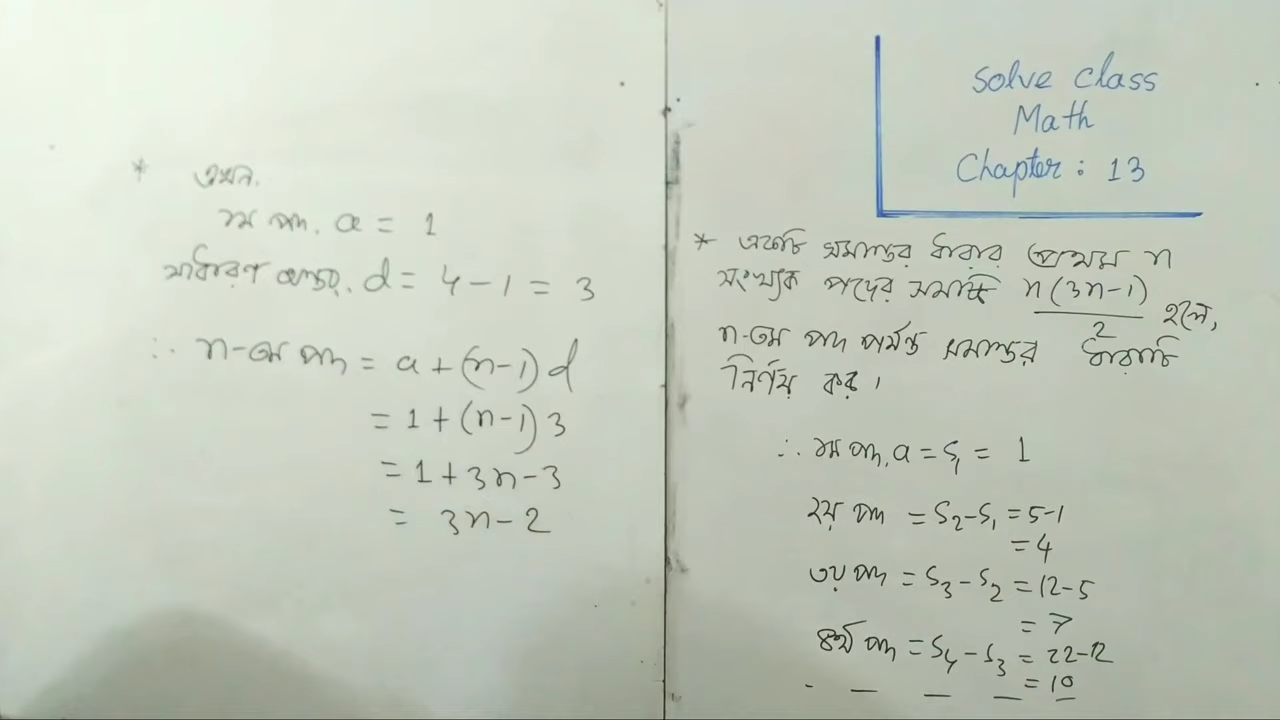 Solve Class
Math
Chapter : 13
* একটি সমান্তর ধারার প্রথম n
সংখ্যক পদের সমষ্টি n(3n-1)/2 হলে,
n-তম পদ পর্যন্ত সমান্তর ধারাটি
নির্ণয় কর।
∴ ১ম পদ, a = S₁ = 1
২য় পদ = S₂-S₁ = 5-1
= 4
৩য় পদ = S₃-S₂ = 12-5
= 7
৪র্থ পদ = S₄-S₃ = 22-12
= 10
* এখন,
১ম পদ, a = 1
সাধারণ অন্তর, d = 4-1 = 3
∴ n-তম পদ = a+(n-1)d
= 1+(n-1)3
= 1+3n-3
= 3n-2